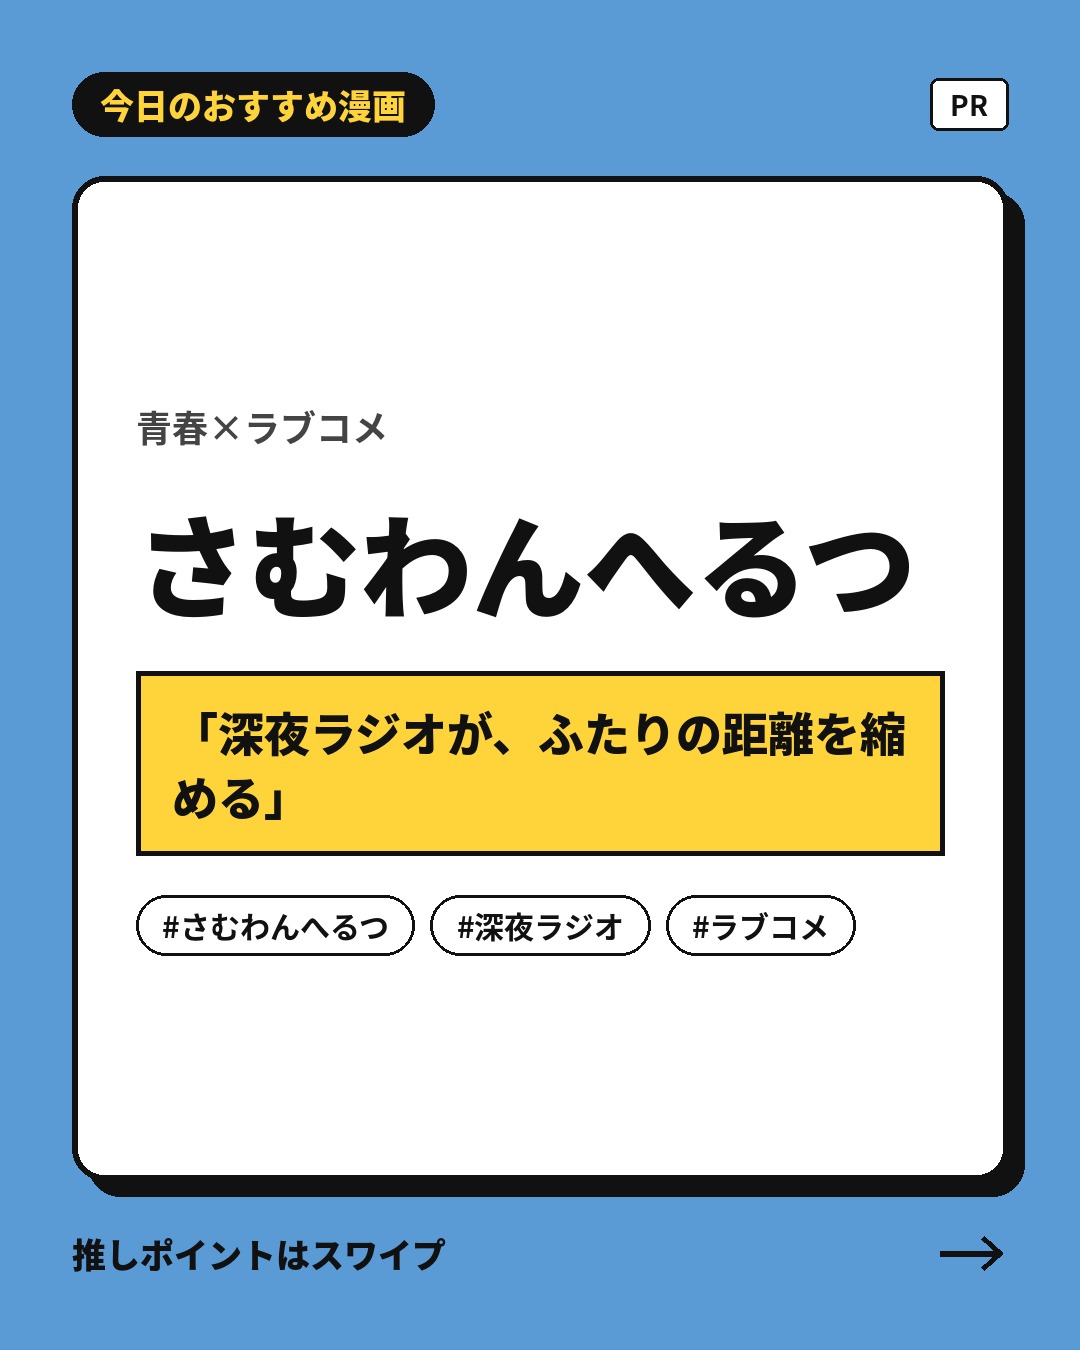 今日のおすすめ漫画
PR
青春×ラブコメ
さむわんへるつ
「深夜ラジオが、ふたりの距離を縮
める」
#さむわんへるつ
#深夜ラジオ
#ラブコメ
推しポイントはスワイプ
→